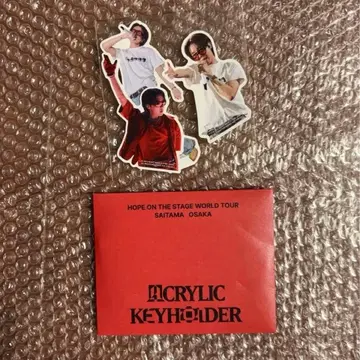 HOPE ON THE STAGE WORLD TOUR
SAITAMA OSAKA
ACRYLIC
KEYHOLDER